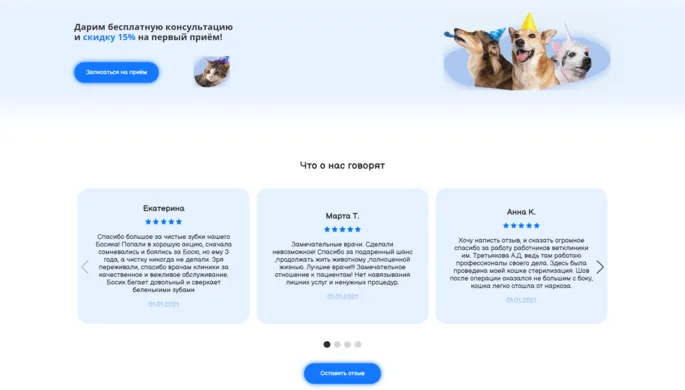 Дарим бесплатную консультацию
и скидку 15% на первый приём!
Записаться на приём
Что о нас говорят
Екатерина
Спасибо большое за чистые зубки нашего
Босика! Попали в хорошую акцию, сначала
сомневались и боялись за Босю, но ему 3
года, а чистку никогда не делали. Зря
переживали, спасибо врачам клиники за
качественное и вежливое обслуживание.
Босик бегает довольный и сверкает
беленькими зубами
01.01.2021
Марта Т.
Замечательные врачи. Сделали
невозможное! Спасибо за подаренный шанс
,продолжать жить животному ,полноценной
жизнью. Лучшие врачи!!! Замечательное
отношение к пациентам! Нет навязывания
лишних услуг и ненужных процедур.
01.01.2021
Анна К.
Хочу написть отзыв, и сказать огромное
спасибо за работу работников ветклиники
им. Третьякова А.Д, ведь там работаю
профессионалы своего дела. Здесь была
проведена моей кошке стерилизация. Шов
после операции оказался не большим с боку,
кошка легко отошла от наркоза.
01.01.2021
Оставить отзыв